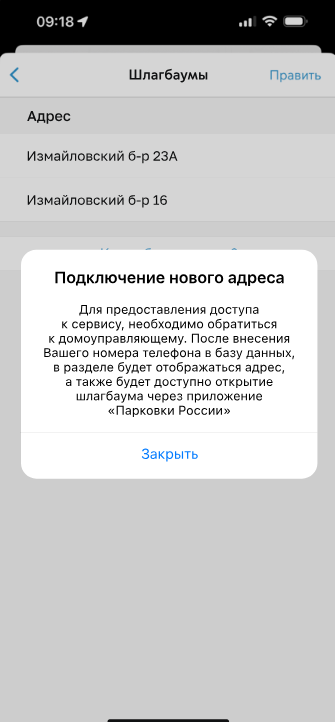 09:18
Шлагбаумы
Править
Адрес
Измайловский б-р 23А
Измайловский б-р 16
Подключение нового адреса
Для предоставления доступа
к сервису, необходимо обратиться
к домоуправляющему. После внесения
Вашего номера телефона в базу данных,
в разделе будет отображаться адрес,
а также будет доступно открытие
шлагбаума через приложение
«Парковки России»
Закрыть